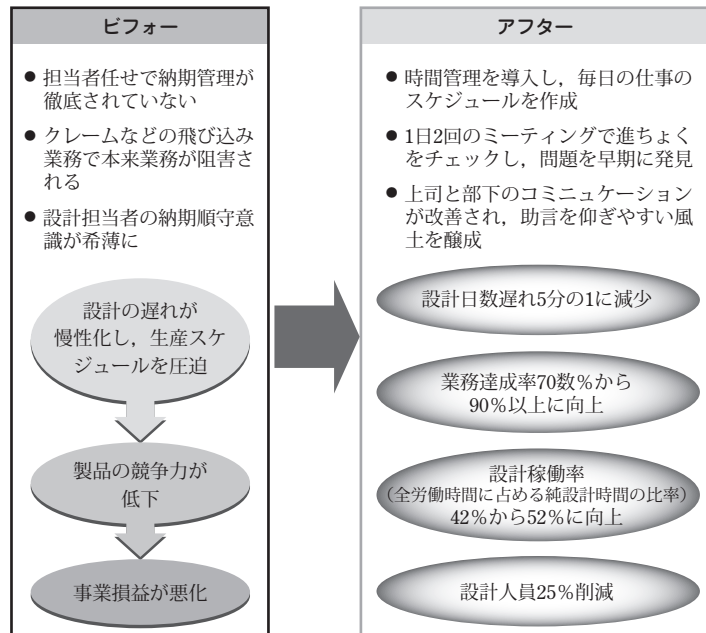 ビフォー
● 担当者任せで納期管理が
徹底されていない
● クレームなどの飛び込み
業務で本来業務が阻害さ
れる
● 設計担当者の納期順守意
識が希薄に
設計の遅れが
慢性化し，生産スケ
ジュールを圧迫
製品の競争力が
低下
事業損益が悪化
アフター
● 時間管理を導入し，毎日の仕事の
スケジュールを作成
● 1日2回のミーティングで進ちょく
をチェックし，問題を早期に発見
● 上司と部下のコミニュケーション
が改善され，助言を仰ぎやすい風
土を醸成
設計日数遅れ5分の1に減少
業務達成率70数％から
90％以上に向上
設計稼働率
（全労働時間に占める純設計時間の比率）
42％から52％に向上
設計人員25％削減